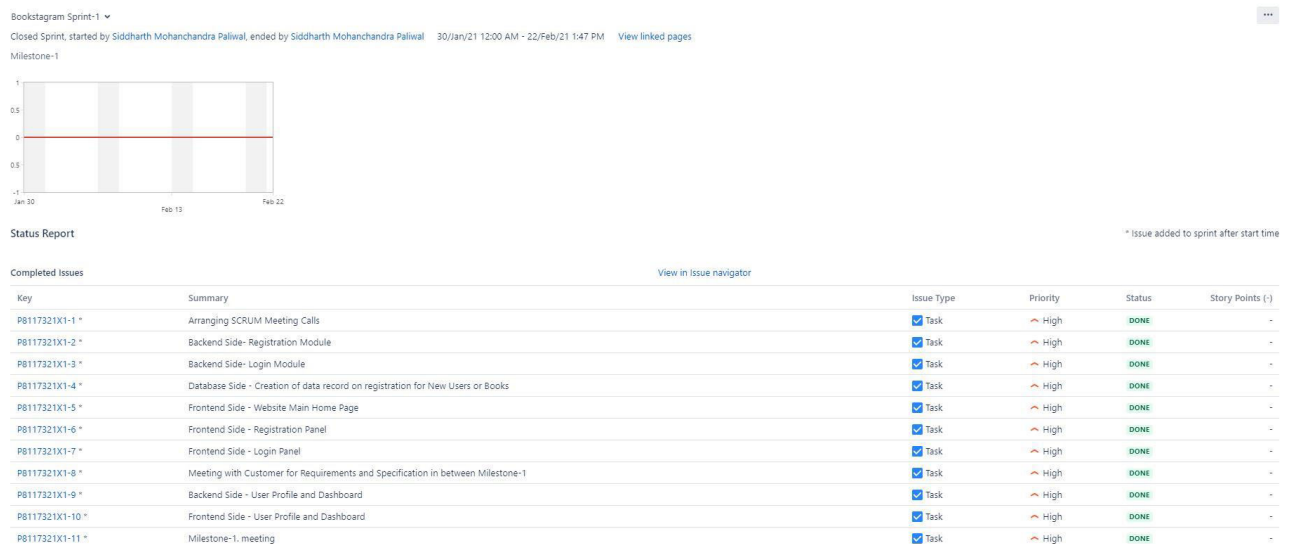 Bookstagram Sprint-1
Closed Sprint, started by Siddharth Mohanchandra Paliwal, ended by Siddharth Mohanchandra Paliwal 30/Jan/21 12:00 AM - 22/Feb/21 1:47 PM View linked pages
Milestone-1
1
0.5
0
0.5
-1
Jan 30 Feb 13 Feb 22
Status Report * Issue added to sprint after start time
Completed Issues View in Issue navigator
Key Summary Issue Type Priority Status Story Points (-)
P8117321X1-1 * Arranging SCRUM Meeting Calls Task High DONE -
P8117321X1-2 * Backend Side- Registration Module Task High DONE -
P8117321X1-3 * Backend Side- Login Module Task High DONE -
P8117321X1-4 * Database Side - Creation of data record on registration for New Users or Books Task High DONE -
P8117321X1-5 * Frontend Side - Website Main Home Page Task High DONE -
P8117321X1-6 * Frontend Side - Registration Panel Task High DONE -
P8117321X1-7 * Frontend Side - Login Panel Task High DONE -
P8117321X1-8 * Meeting with Customer for Requirements and Specification in between Milestone-1 Task High DONE -
P8117321X1-9 * Backend Side - User Profile and Dashboard Task High DONE -
P8117321X1-10 * Frontend Side - User Profile and Dashboard Task High DONE -
P8117321X1-11 * Milestone-1. meeting Task High DONE -